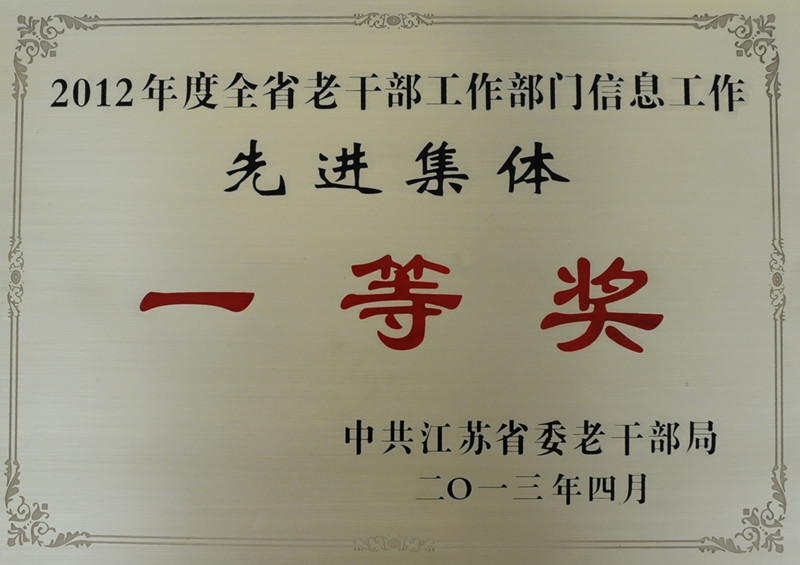 2012年度全省老干部工作部门信息工作
先进集体
一等奖
中共江苏省委老干部局
二〇一三年四月